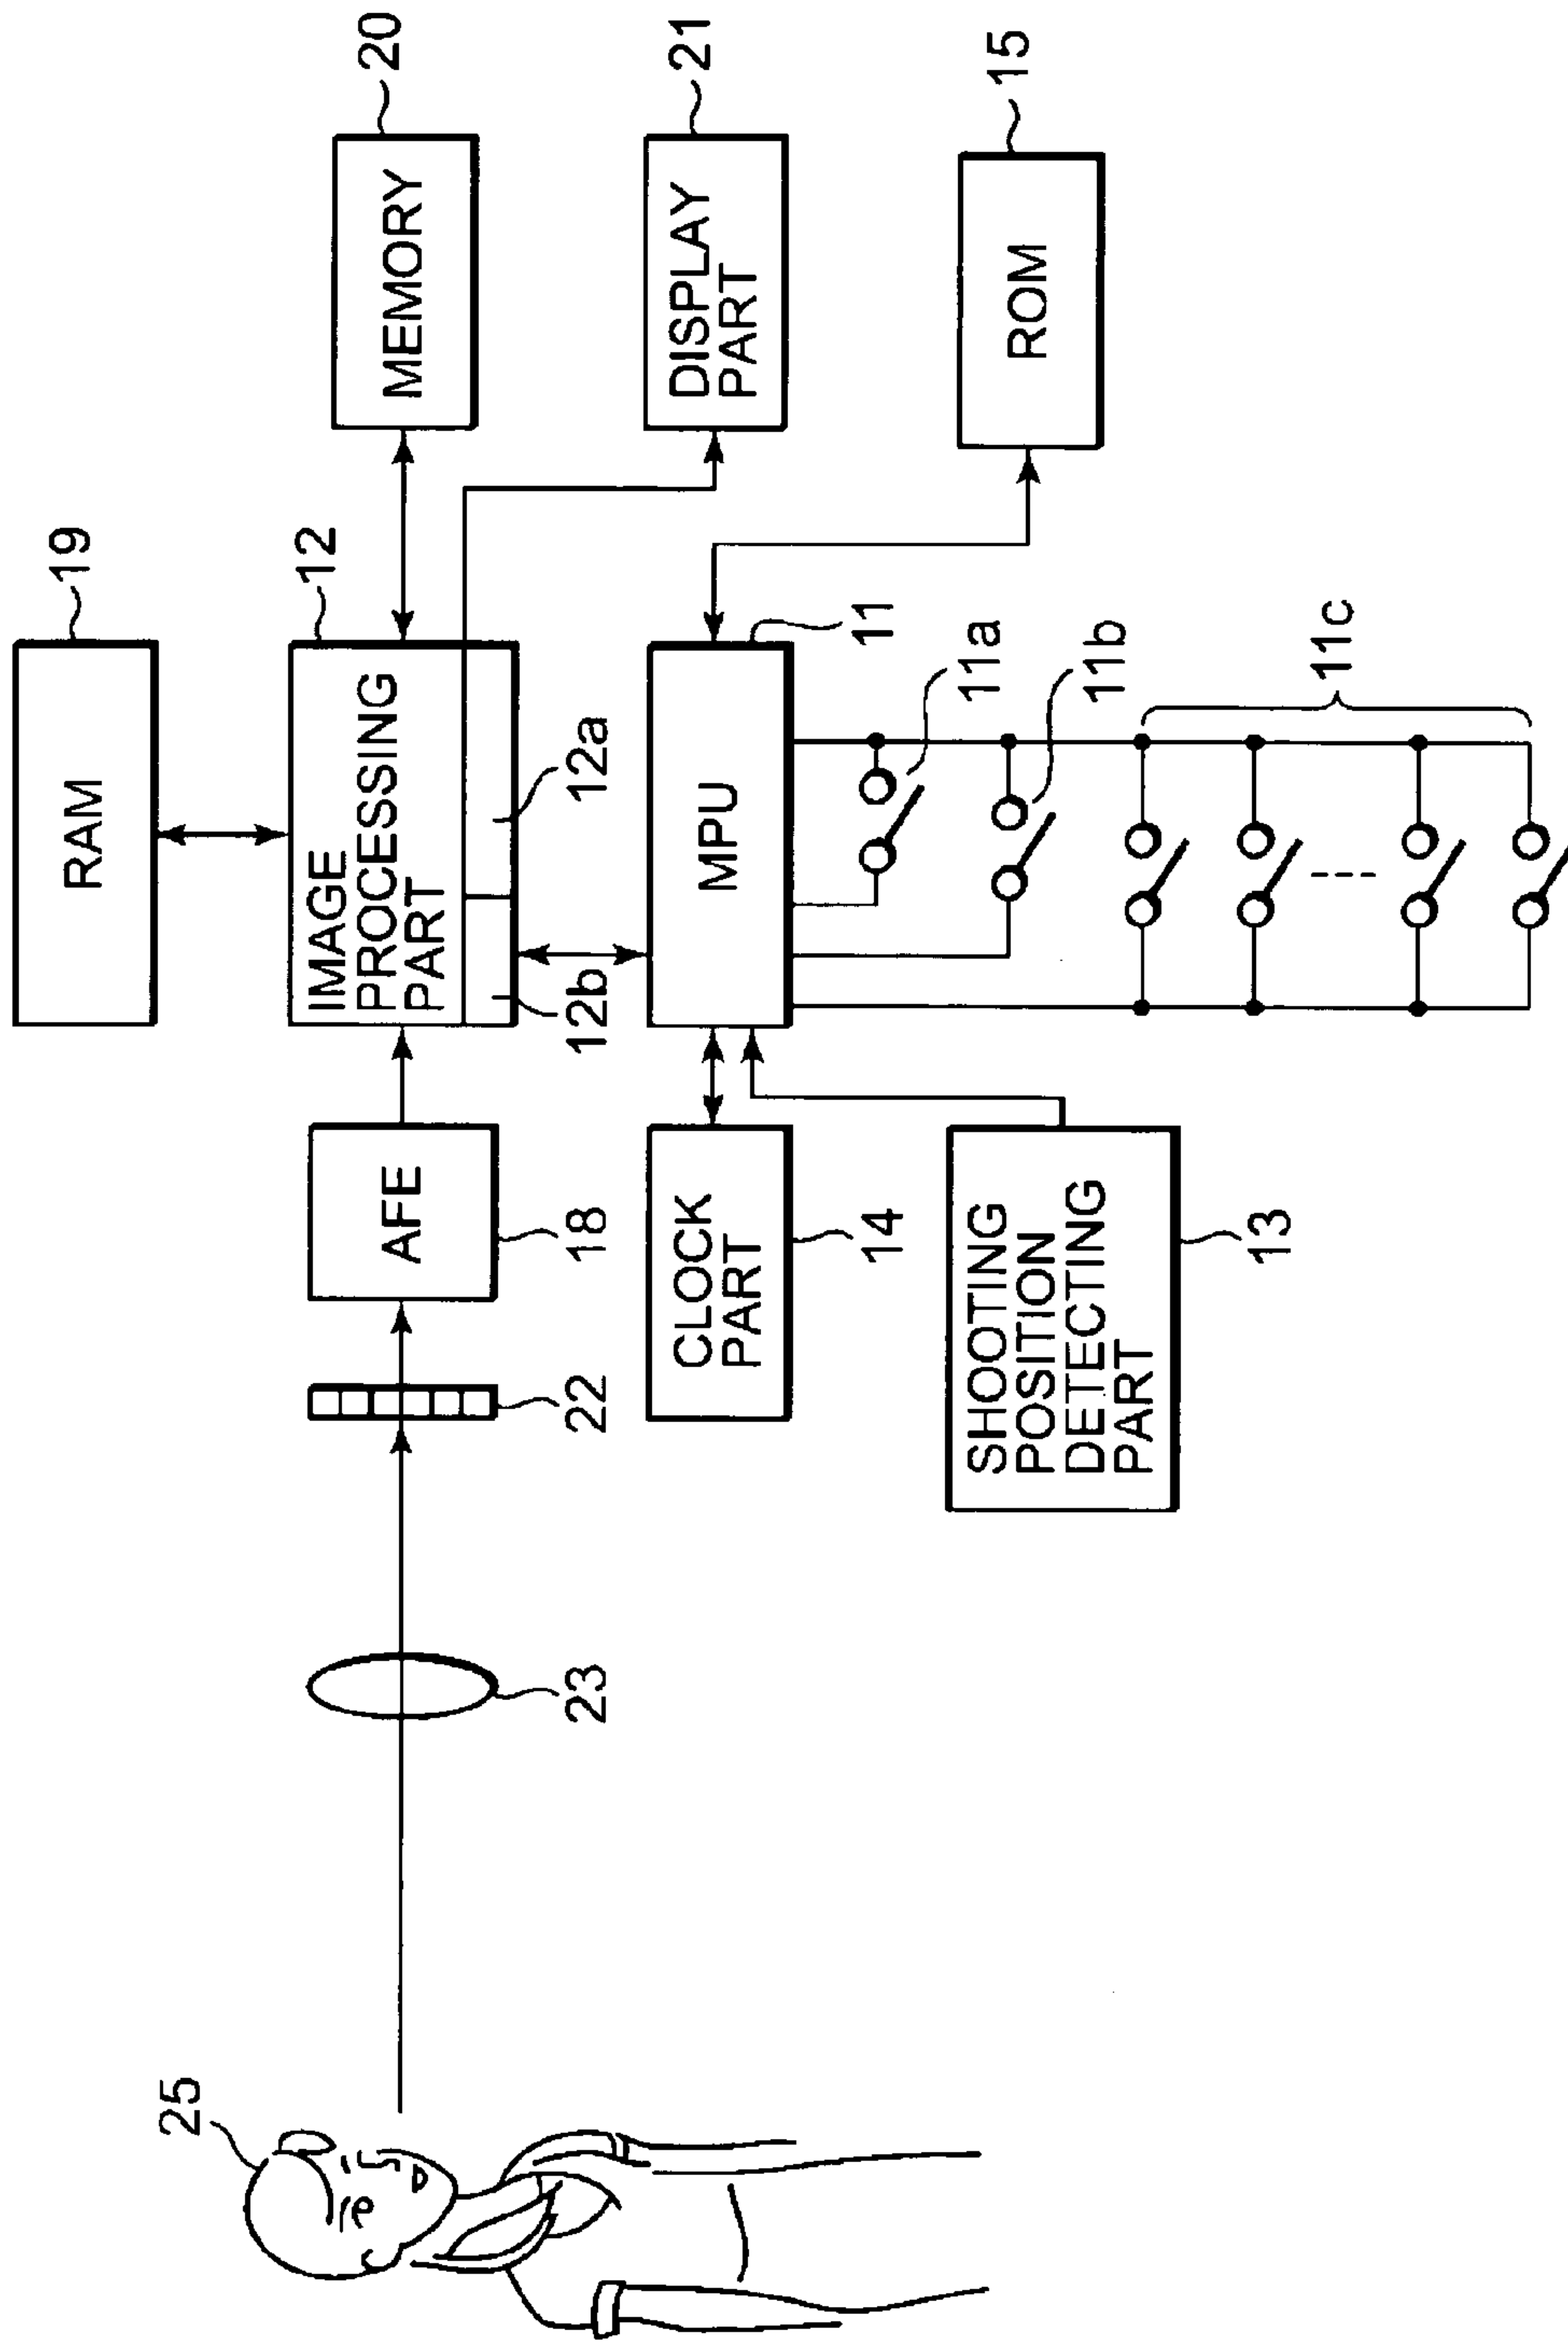 RAM
19
IMAGE
PROCESSING
PART
12
12a
12b
MEMORY
20
DISPLAY
PART
21
AFE
18
22
23
25
MPU
11
11a
11b
11c
ROM
15
CLOCK
PART
14
SHOOTING
POSITION
DETECTING
PART
13